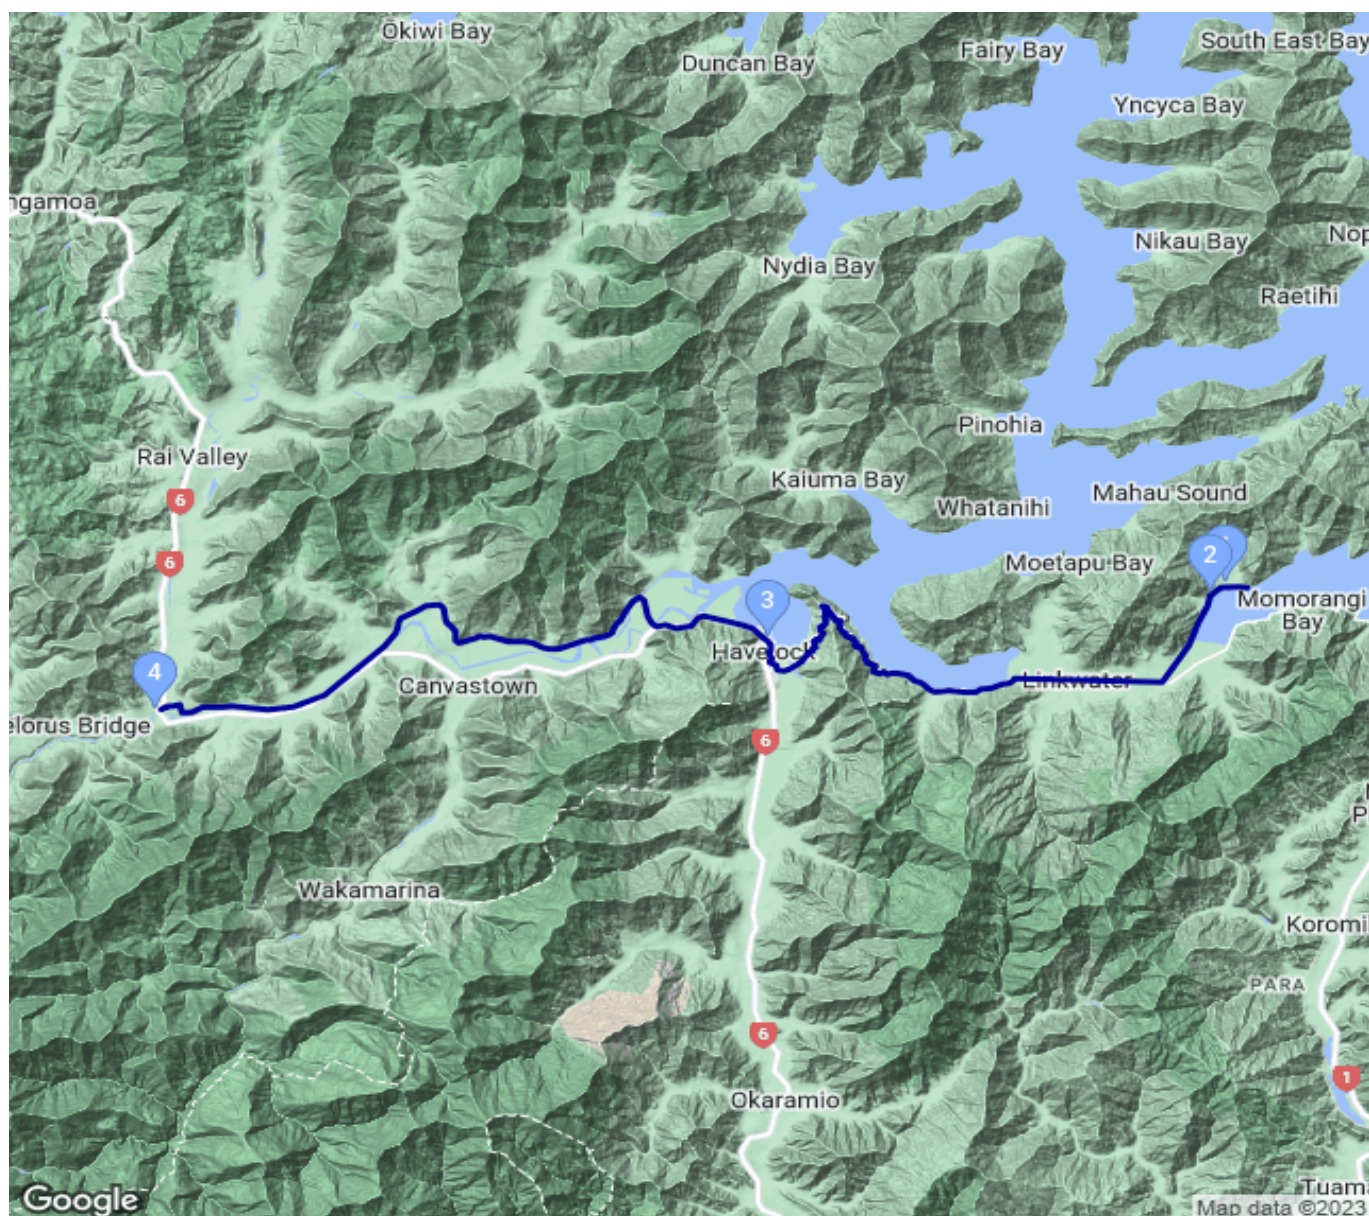 Ōkiwi Bay
Fairy Bay
South East Bay
Duncan Bay
Yncyca Bay
ngamoa
Nikau Bay
Nop
Nydia Bay
Raetihi
Pinohia
Rai Valley
Kaiuma Bay
Mahau Sound
6
Whatanihi
2
6
Moetapu Bay
3
Momorangi
Bay
Havelock
4
Linkwater
Canvastown
elorus Bridge
6
Wakamarina
Koromi
PARA
6
1
Okaramio
Tuam
Google
Map data ©2023